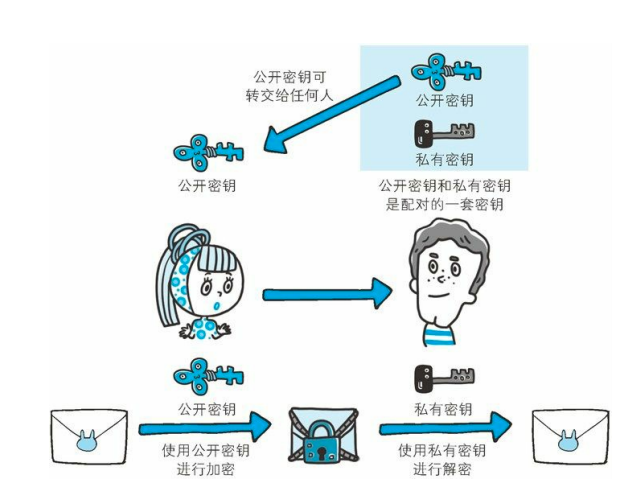 公开密钥可
转交给任何人
公开密钥
私有密钥
公开密钥
公开密钥和私有密钥
是配对的一套密钥
公开密钥
私有密钥
使用公开密钥
进行加密
使用私有密钥
进行解密